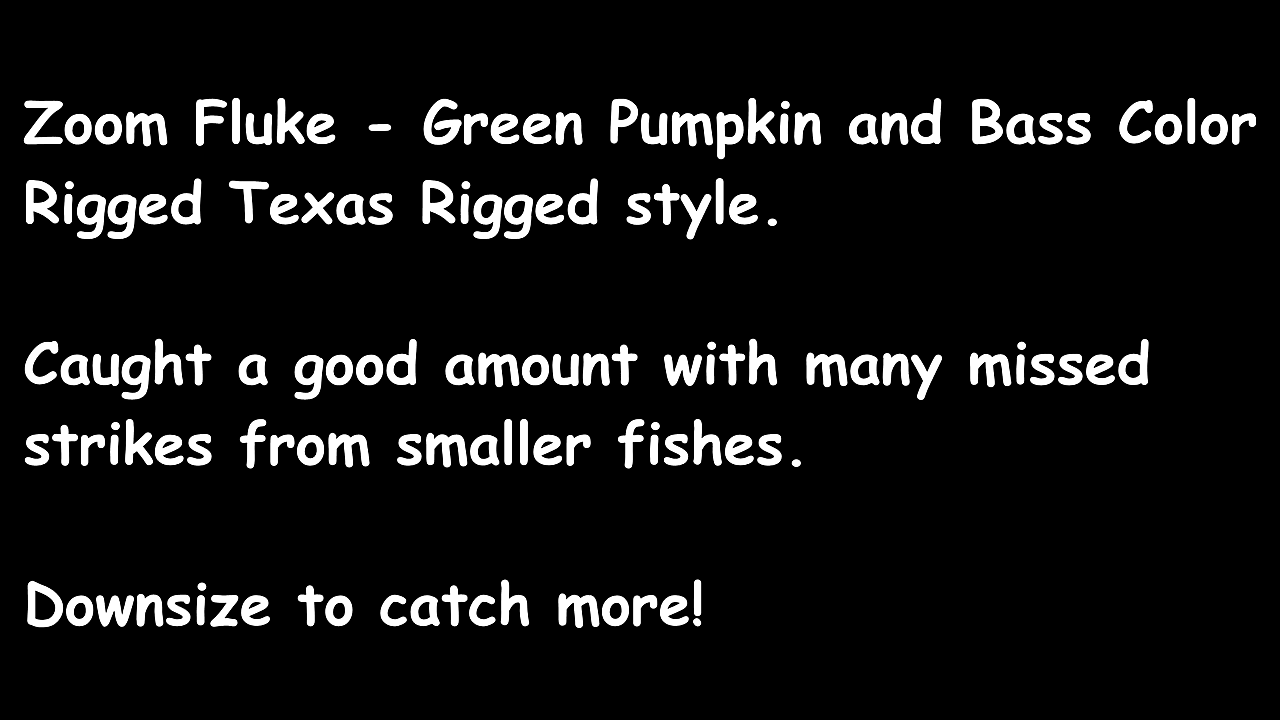 Zoom Fluke - Green Pumpkin and Bass Color
Rigged Texas Rigged style.
Caught a good amount with many missed
strikes from smaller fishes.
Downsize to catch more!